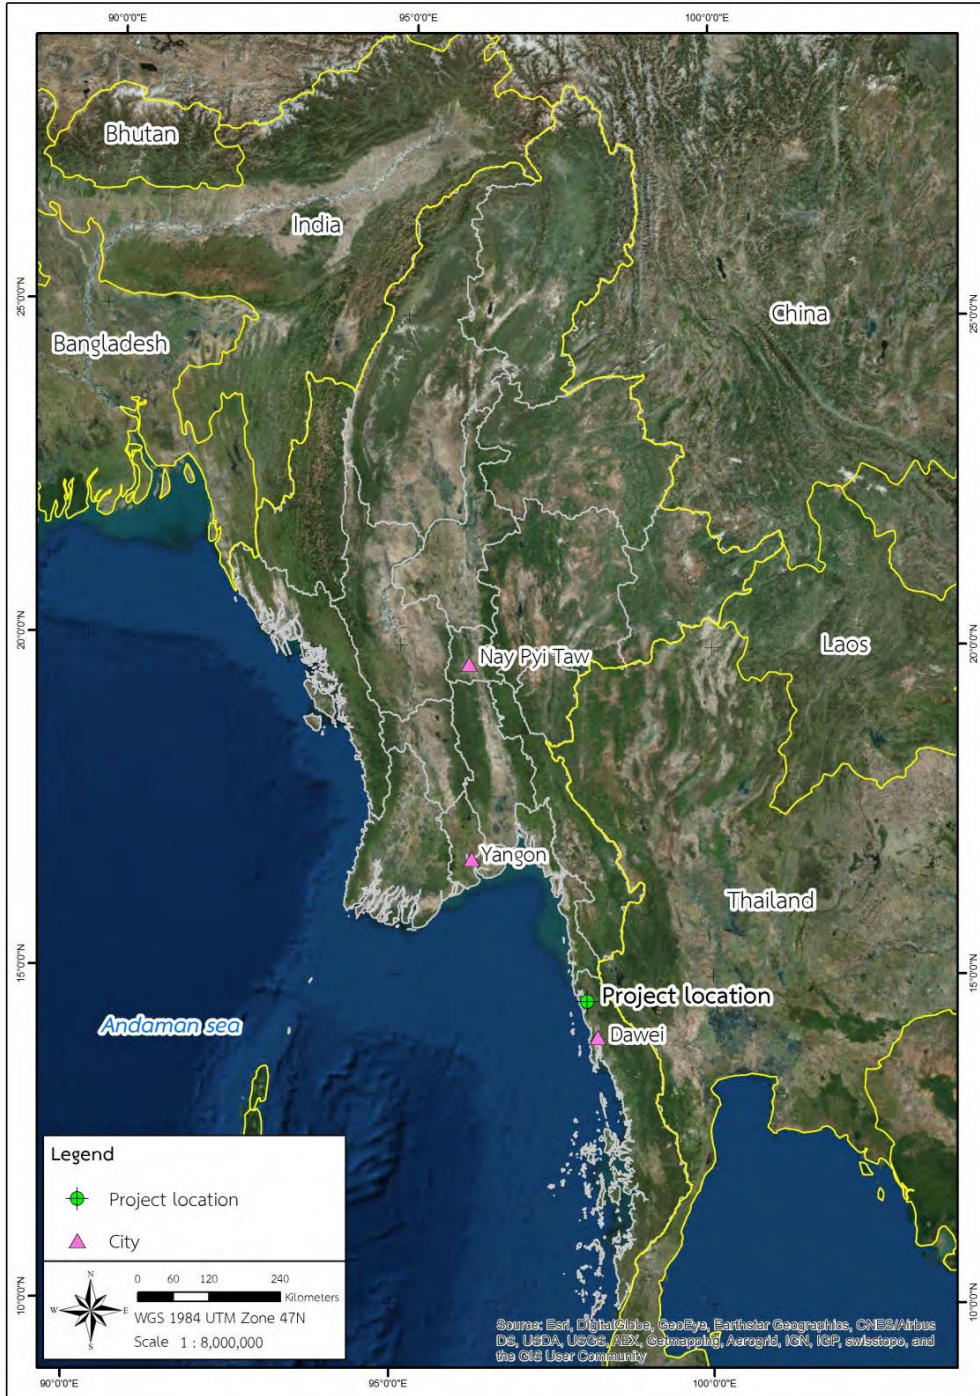 90°0'0"E
95°0'0"E
100°0'0"E
Bhutan
India
25°0'0"N
25°0'0"N
China
Bangladesh
20°0'0"N
20°0'0"N
Laos
Nay Pyi Taw
Yangon
Thailand
15°0'0"N
15°0'0"N
Project location
Andaman sea
Dawei
Legend
Project location
City
N
W
E
S
0 60 120 240
Kilometers
WGS 1984 UTM Zone 47N
Scale 1 : 8,000,000
10°0'0"N
10°0'0"N
Source: Esri, DigitalGlobe, GeoEye, Earthstar Geographics, CNES/Airbus
DS, USDA, USGS, AEX, Getmapping, Aerogrid, IGN, IGP, swisstopo, and
the GIS User Community
90°0'0"E
95°0'0"E
100°0'0"E